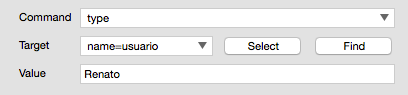 Command type
Target name=usuario Select Find
Value Renato